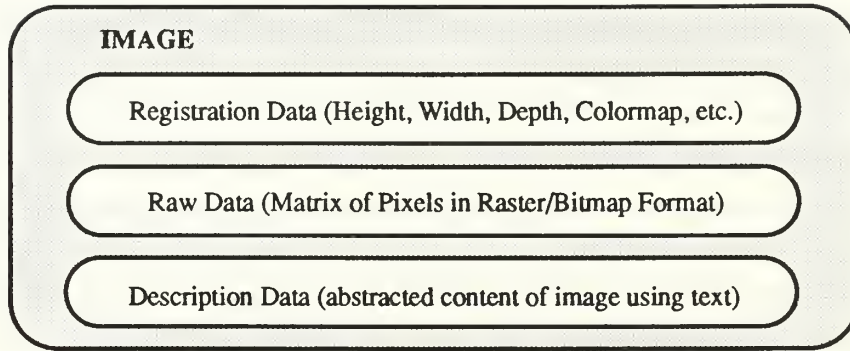 IMAGE
Registration Data (Height, Width, Depth, Colormap, etc.)
Raw Data (Matrix of Pixels in Raster/Bitmap Format)
Description Data (abstracted content of image using text)